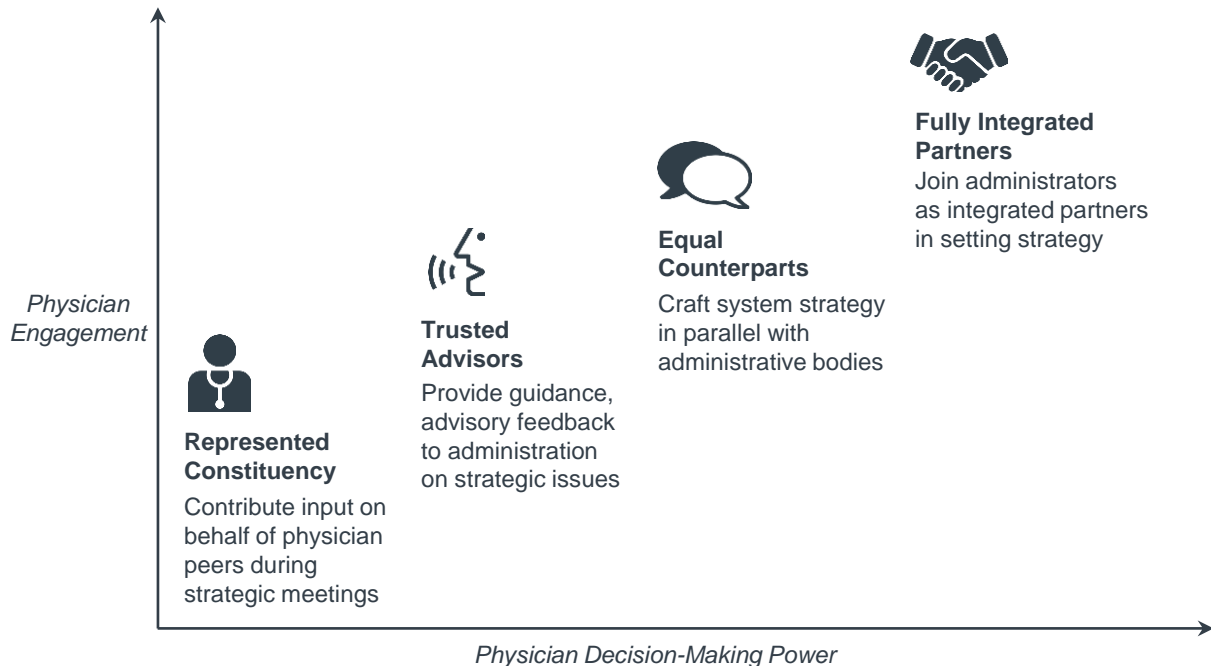 Physician
Engagement
Represented
Constituency
Contribute input on
behalf of physician
peers during
strategic meetings
Trusted
Advisors
Provide guidance,
advisory feedback
to administration
on strategic issues
Equal
Counterparts
Craft system strategy
in parallel with
administrative bodies
Fully Integrated
Partners
Join administrators
as integrated partners
in setting strategy
Physician Decision-Making Power